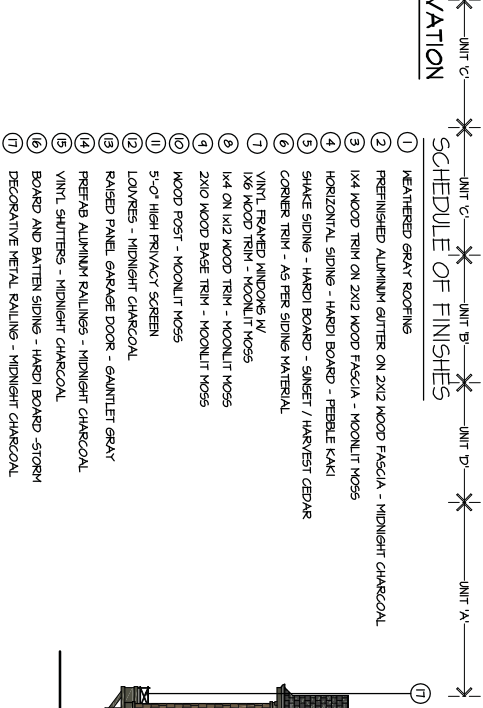 UNIT 'C'
UNIT 'C'
UNIT 'B'
UNIT 'D'
UNIT 'A'
VATION
SCHEDULE OF FINISHES
1 WEATHERED GRAY ROOFING
2 PREFINISHED ALUMINUM GUTTER ON 2X12 WOOD FASCIA - MIDNIGHT CHARCOAL
3 1X4 WOOD TRIM ON 2X12 WOOD FASCIA - MOONLIT MOSS
4 HORIZONTAL SIDING - HARDI BOARD - PEBBLE KAKI
5 SHAKE SIDING - HARDI BOARD - SUNSET / HARVEST CEDAR
6 CORNER TRIM - AS PER SIDING MATERIAL
7 VINYL FRAMED WINDOWS W/
1X6 WOOD TRIM - MOONLIT MOSS
8 1x4 ON 1x12 WOOD TRIM - MOONLIT MOSS
9 2X10 WOOD BASE TRIM - MOONLIT MOSS
10 WOOD POST - MOONLIT MOSS
11 5'-0" HIGH PRIVACY SCREEN
12 LOUVRES - MIDNIGHT CHARCOAL
13 RAISED PANEL GARAGE DOOR - GAUNTLET GRAY
14 PREFAB ALUMINUM RAILINGS - MIDNIGHT CHARCOAL
15 VINYL SHUTTERS - MIDNIGHT CHARCOAL
16 BOARD AND BATTEN SIDING - HARDI BOARD -STORM
17 DECORATIVE METAL RAILING - MIDNIGHT CHARCOAL
17